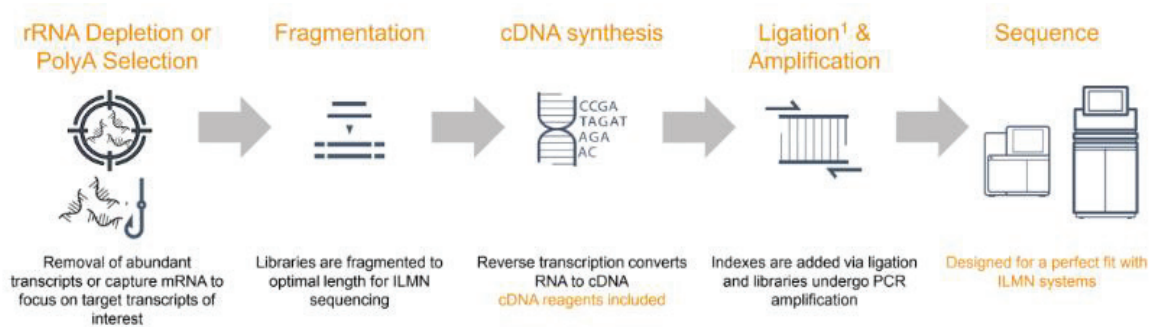 rRNA Depletion or
PolyA Selection
Fragmentation
cDNA synthesis
Ligation¹ &
Amplification
Sequence
CCGA
TAGAT
AGA
AC
Removal of abundant
transcripts or capture mRNA to
focus on target transcripts of
interest
Libraries are fragmented to
optimal length for ILMN
sequencing
Reverse transcription converts
RNA to cDNA
cDNA reagents included
Indexes are added via ligation
and libraries undergo PCR
amplification
Designed for a perfect fit with
ILMN systems